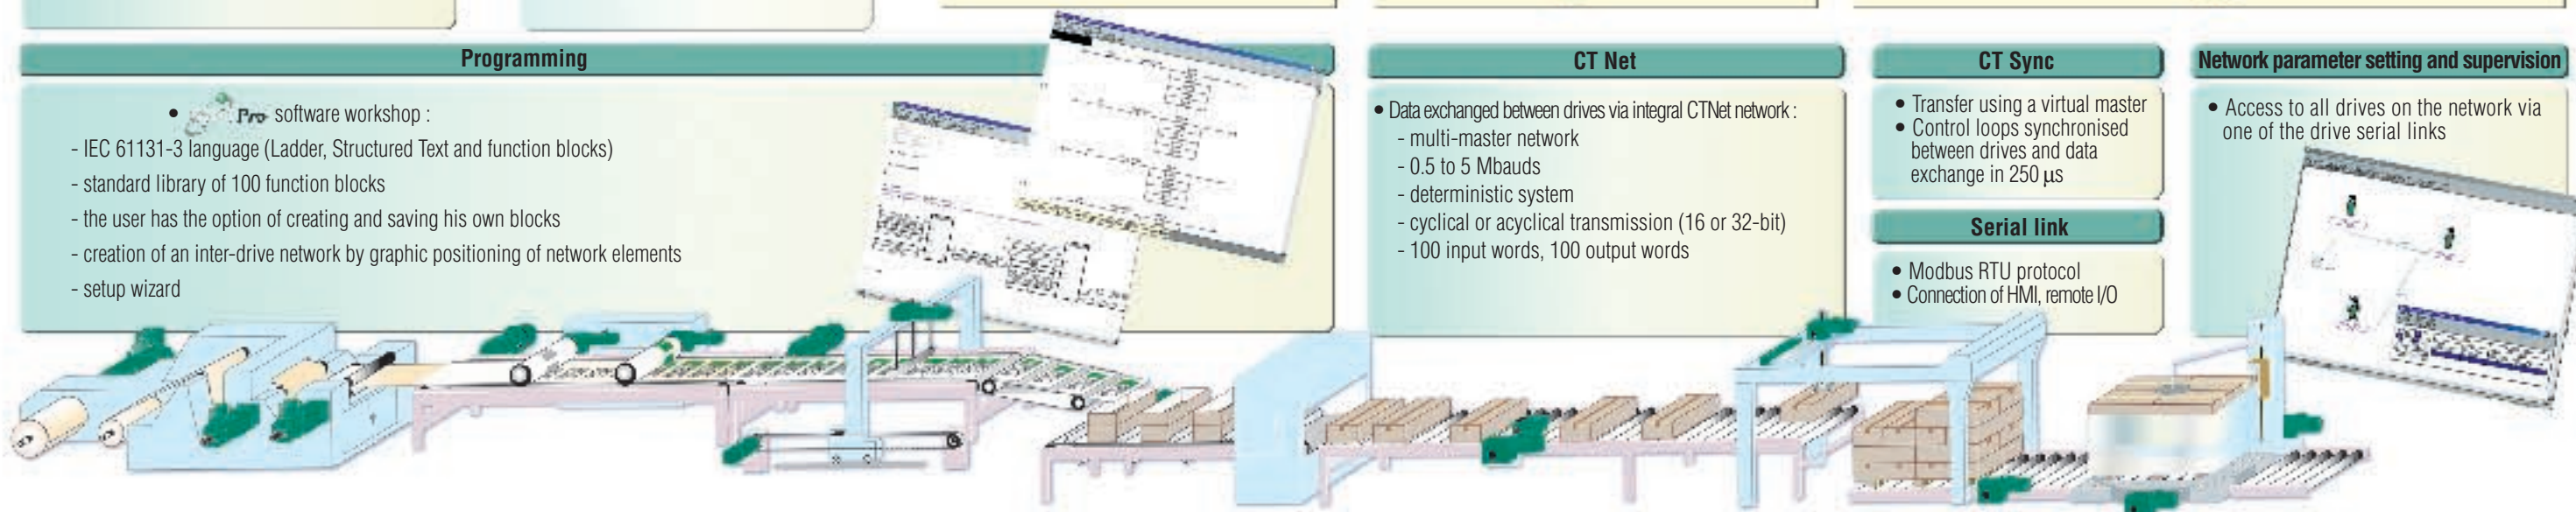 Programming
• Pro software workshop :
- IEC 61131-3 language (Ladder, Structured Text and function blocks)
- standard library of 100 function blocks
- the user has the option of creating and saving his own blocks
- creation of an inter-drive network by graphic positioning of network elements
- setup wizard
CT Net
• Data exchanged between drives via integral CTNet network :
- multi-master network
- 0.5 to 5 Mbauds
- deterministic system
- cyclical or acyclical transmission (16 or 32-bit)
- 100 input words, 100 output words
CT Sync
• Transfer using a virtual master
• Control loops synchronised
between drives and data
exchange in 250 µs
Serial link
• Modbus RTU protocol
• Connection of HMI, remote I/O
Network parameter setting and supervision
• Access to all drives on the network via
one of the drive serial links